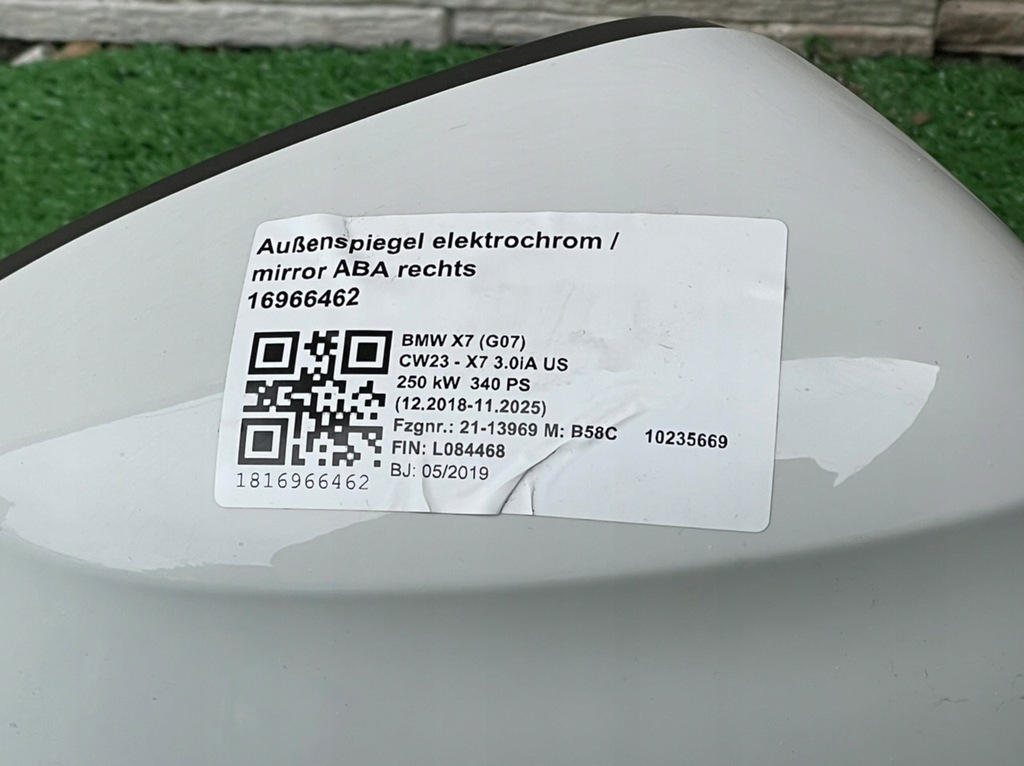 Außenspiegel elektrochrom /
mirror ABA rechts
16966462
BMW X7 (G07)
CW23 - X7 3.0iA US
250 kW 340 PS
(12.2018-11.2025)
Fzgnr.: 21-13969 M: B58C 10235669
FIN: L084468
BJ: 05/2019
1816966462